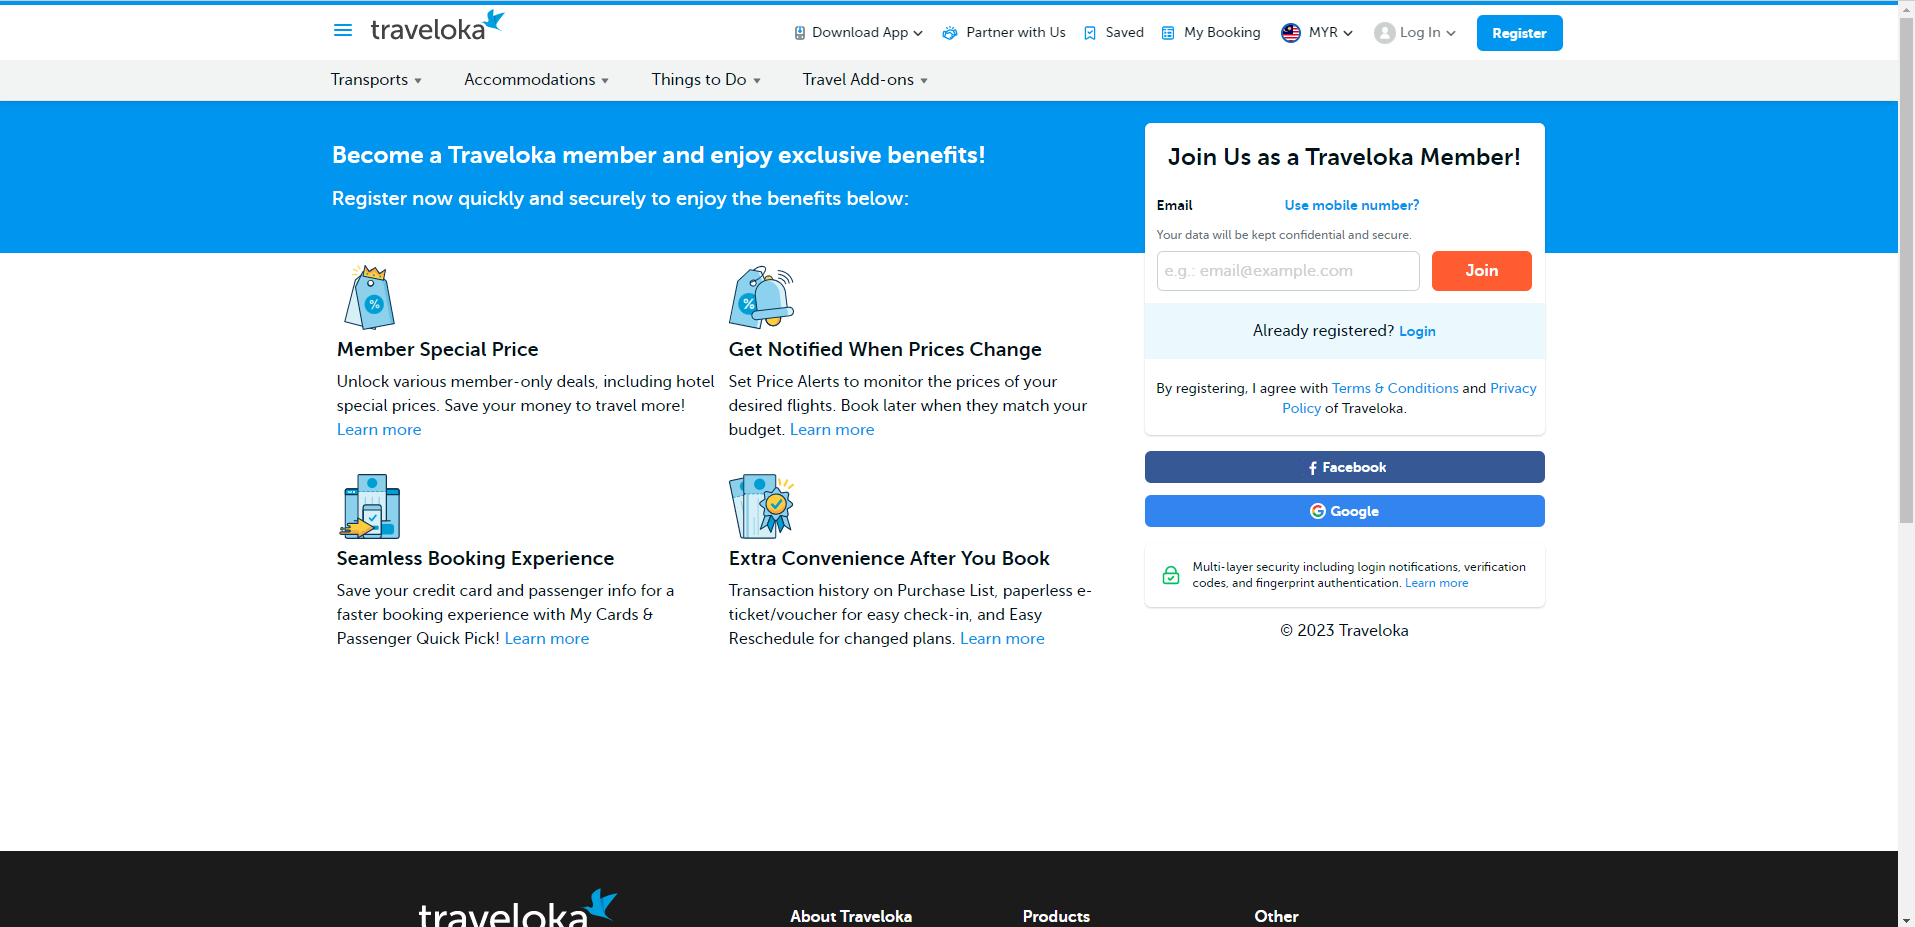 traveloka
Download App
Partner with Us
Saved
My Booking
MYR
Log In
Register
Transports
Accommodations
Things to Do
Travel Add-ons
Become a Traveloka member and enjoy exclusive benefits!
Register now quickly and securely to enjoy the benefits below:
%
Member Special Price
Unlock various member-only deals, including hotel
special prices. Save your money to travel more!
Learn more
%
Get Notified When Prices Change
Set Price Alerts to monitor the prices of your
desired flights. Book later when they match your
budget. Learn more
Seamless Booking Experience
Save your credit card and passenger info for a
faster booking experience with My Cards &
Passenger Quick Pick! Learn more
Extra Convenience After You Book
Transaction history on Purchase List, paperless e-
ticket/voucher for easy check-in, and Easy
Reschedule for changed plans. Learn more
Join Us as a Traveloka Member!
Email
Use mobile number?
Your data will be kept confidential and secure.
e.g.: email@example.com
Join
Already registered? Login
By registering, I agree with Terms & Conditions and Privacy
Policy of Traveloka.
Facebook
Google
Multi-layer security including login notifications, verification
codes, and fingerprint authentication. Learn more
© 2023 Traveloka
traveloka
About Traveloka
Products
Other